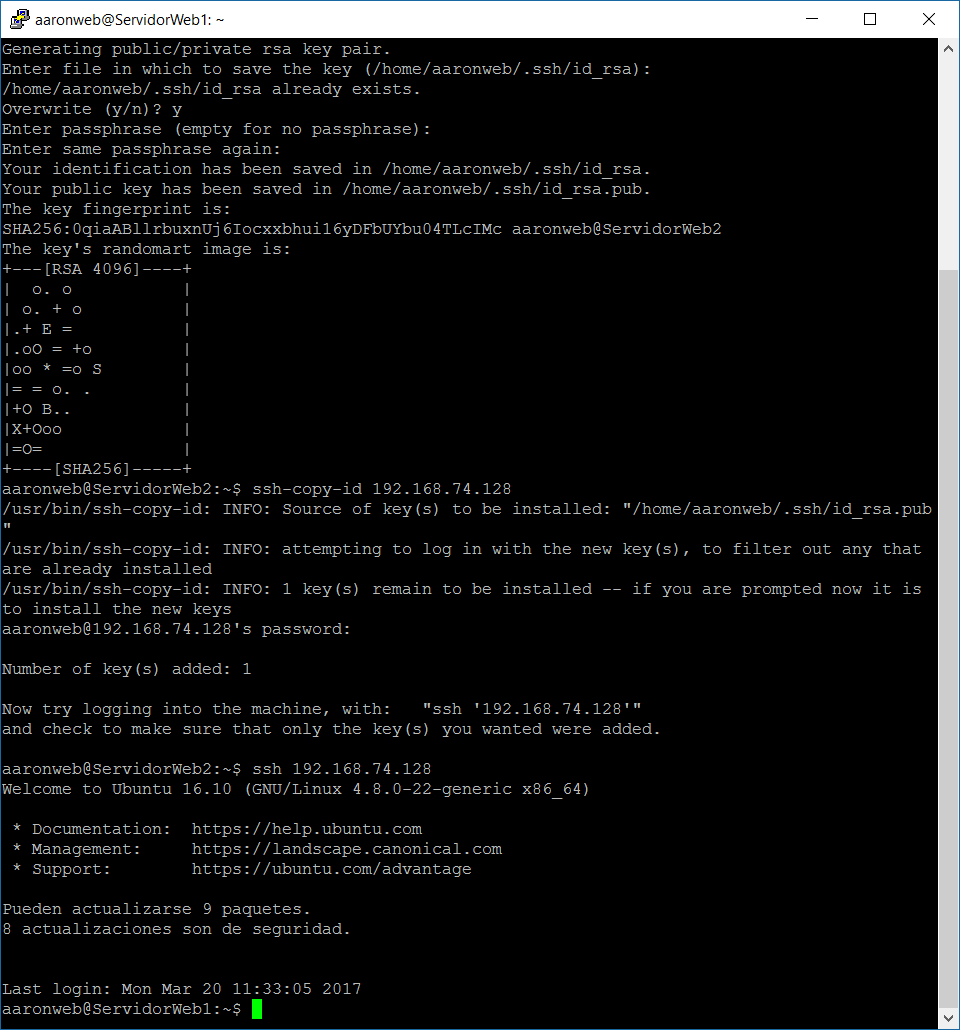 aaronweb@ServidorWeb1: ~
Generating public/private rsa key pair.
Enter file in which to save the key (/home/aaronweb/.ssh/id_rsa):
/home/aaronweb/.ssh/id_rsa already exists.
Overwrite (y/n)? y
Enter passphrase (empty for no passphrase):
Enter same passphrase again:
Your identification has been saved in /home/aaronweb/.ssh/id_rsa.
Your public key has been saved in /home/aaronweb/.ssh/id_rsa.pub.
The key fingerprint is:
SHA256:0qiaABllrbuxnUj6Iocxxbhui16yDFbUYbu04TLcIMc aaronweb@ServidorWeb2
The key's randomart image is:
+---[RSA 4096]----+
|  o. o           |
| o. + o          |
|.+ E =           |
|.oO = +o         |
|oo * =o S        |
|= = o. .         |
|+O B..           |
|X+Ooo            |
|=O=              |
+----[SHA256]-----+
aaronweb@ServidorWeb2:~$ ssh-copy-id 192.168.74.128
/usr/bin/ssh-copy-id: INFO: Source of key(s) to be installed: "/home/aaronweb/.ssh/id_rsa.pub
"
/usr/bin/ssh-copy-id: INFO: attempting to log in with the new key(s), to filter out any that
are already installed
/usr/bin/ssh-copy-id: INFO: 1 key(s) remain to be installed -- if you are prompted now it is
to install the new keys
aaronweb@192.168.74.128's password:
Number of key(s) added: 1
Now try logging into the machine, with:   "ssh '192.168.74.128'"
and check to make sure that only the key(s) you wanted were added.
aaronweb@ServidorWeb2:~$ ssh 192.168.74.128
Welcome to Ubuntu 16.10 (GNU/Linux 4.8.0-22-generic x86_64)
 * Documentation:  https://help.ubuntu.com
 * Management:     https://landscape.canonical.com
 * Support:        https://ubuntu.com/advantage
Pueden actualizarse 9 paquetes.
8 actualizaciones son de seguridad.
Last login: Mon Mar 20 11:33:05 2017
aaronweb@ServidorWeb1:~$